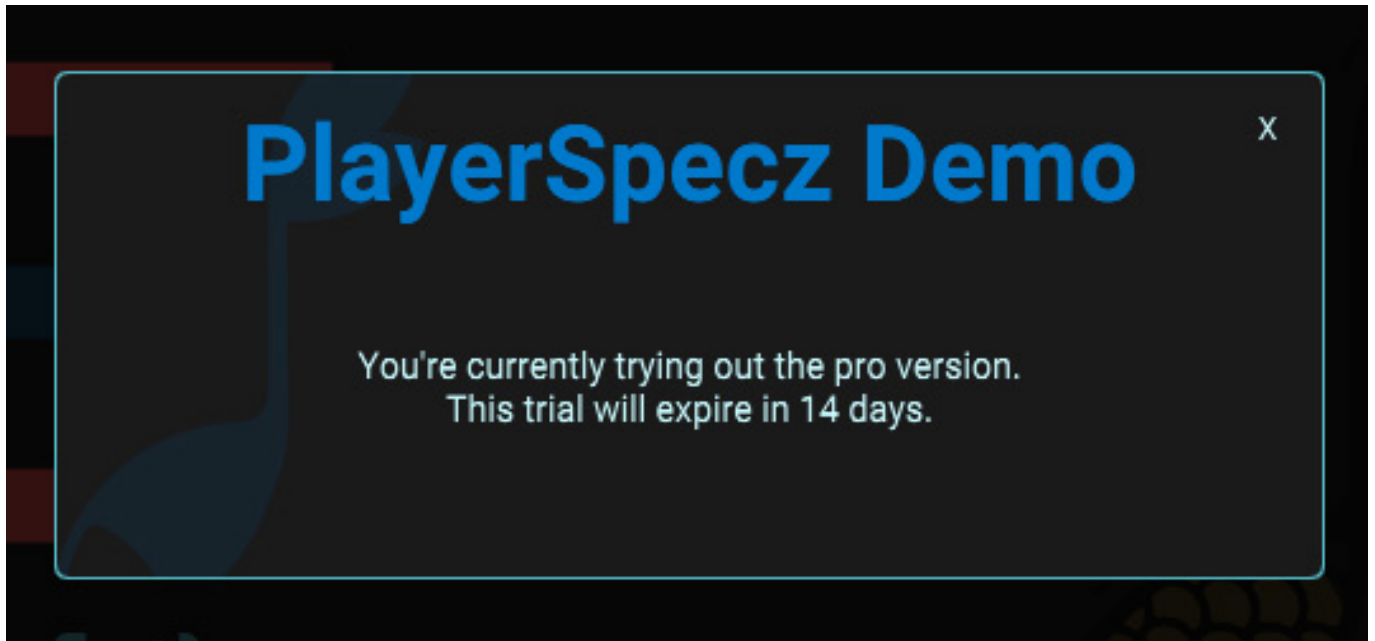 PlayerSpecz Demo
X
You're currently trying out the pro version.
This trial will expire in 14 days.